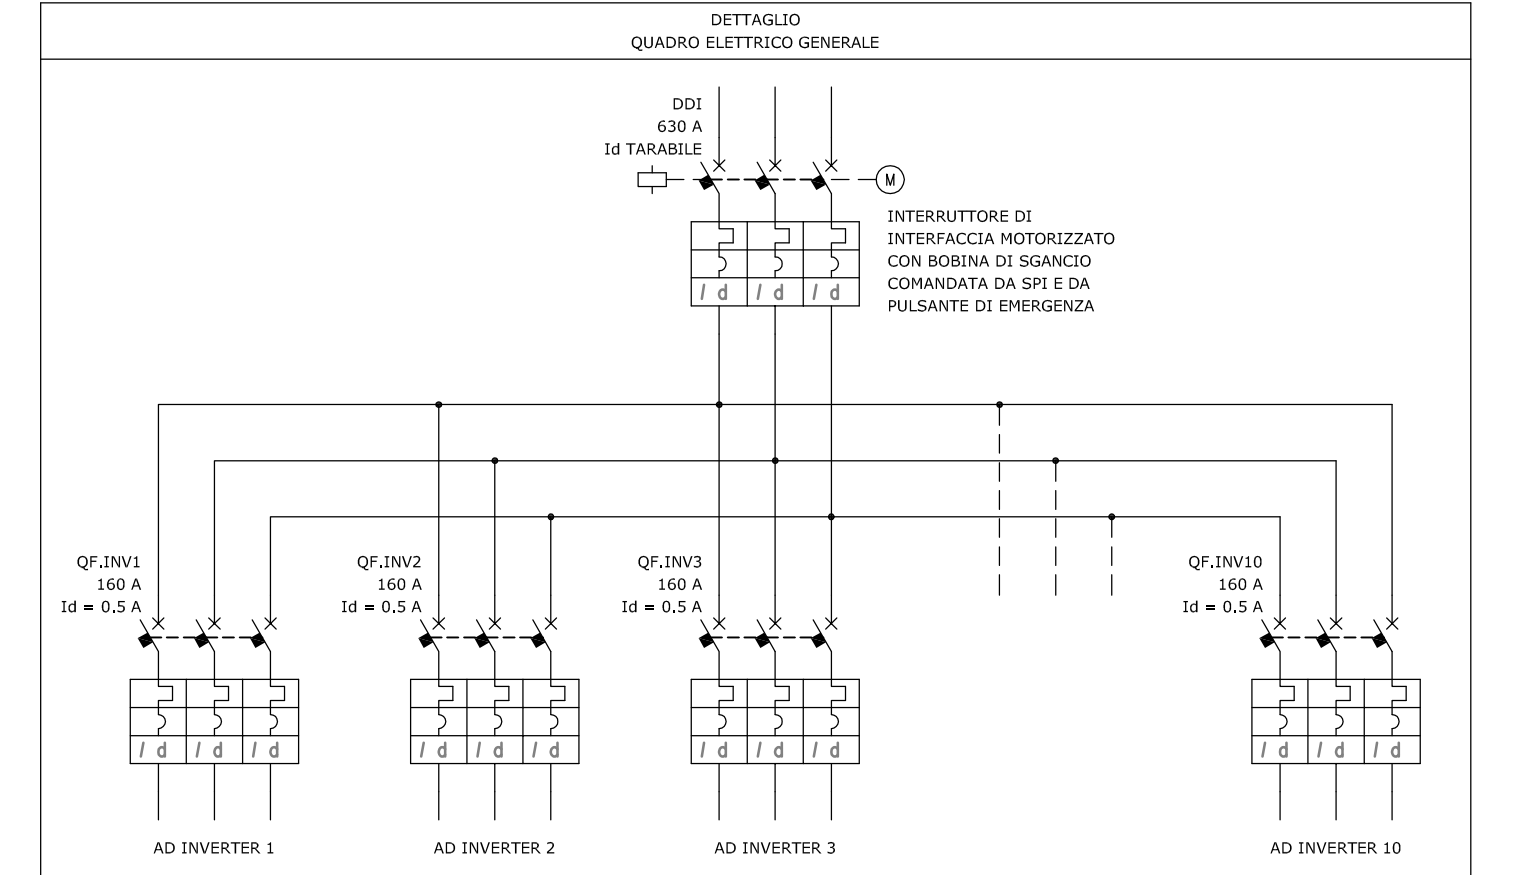 DETTAGLIO
QUADRO ELETTRICO GENERALE
DDI
630 A
Id TARABILE
M
INTERRUTTORE DI
INTERFACCIA MOTORIZZATO
CON BOBINA DI SGANCIO
COMANDATA DA SPI E DA
PULSANTE DI EMERGENZA
I d I d I d
QF.INV1
160 A
Id = 0.5 A
QF.INV2
160 A
Id = 0.5 A
QF.INV3
160 A
Id = 0.5 A
QF.INV10
160 A
Id = 0.5 A
I d I d I d
I d I d I d
I d I d I d
I d I d I d
AD INVERTER 1
AD INVERTER 2
AD INVERTER 3
AD INVERTER 10